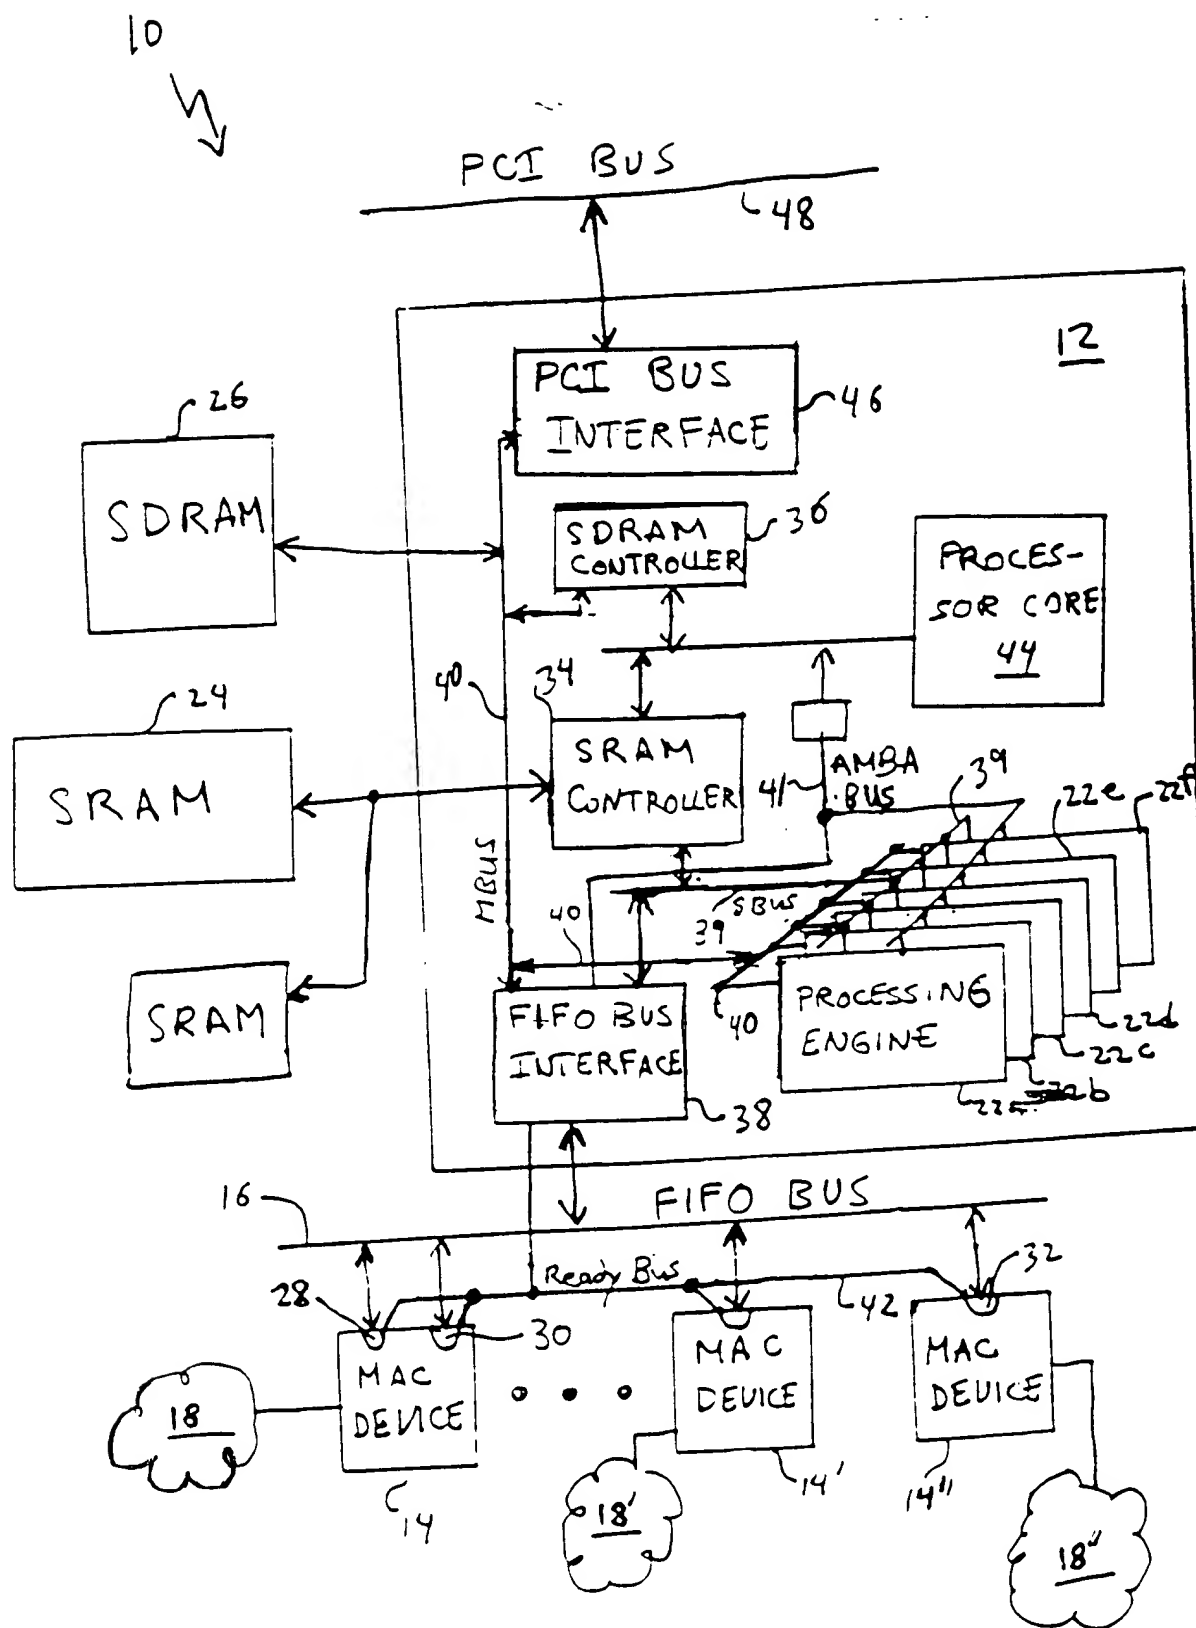 10
PCI BUS
48
12
PCI BUS
INTERFACE
46
26
SDRAM
SDRAM
CONTROLLER
36
PROCES-
SOR CORE
44
40
34
24
SRAM
SRAM
CONTROLLER
41
AMBA
BUS
39
22e
22f
MBUS
SBUS
39
40
SRAM
FIFO BUS
INTERFACE
38
40
PROCESSING
ENGINE
22d
22c
22b
22a
16
FIFO BUS
Ready Bus
28
30
42
32
MAC
DEVICE
MAC
DEVICE
MAC
DEVICE
18
14
14'
14"
18'
18"